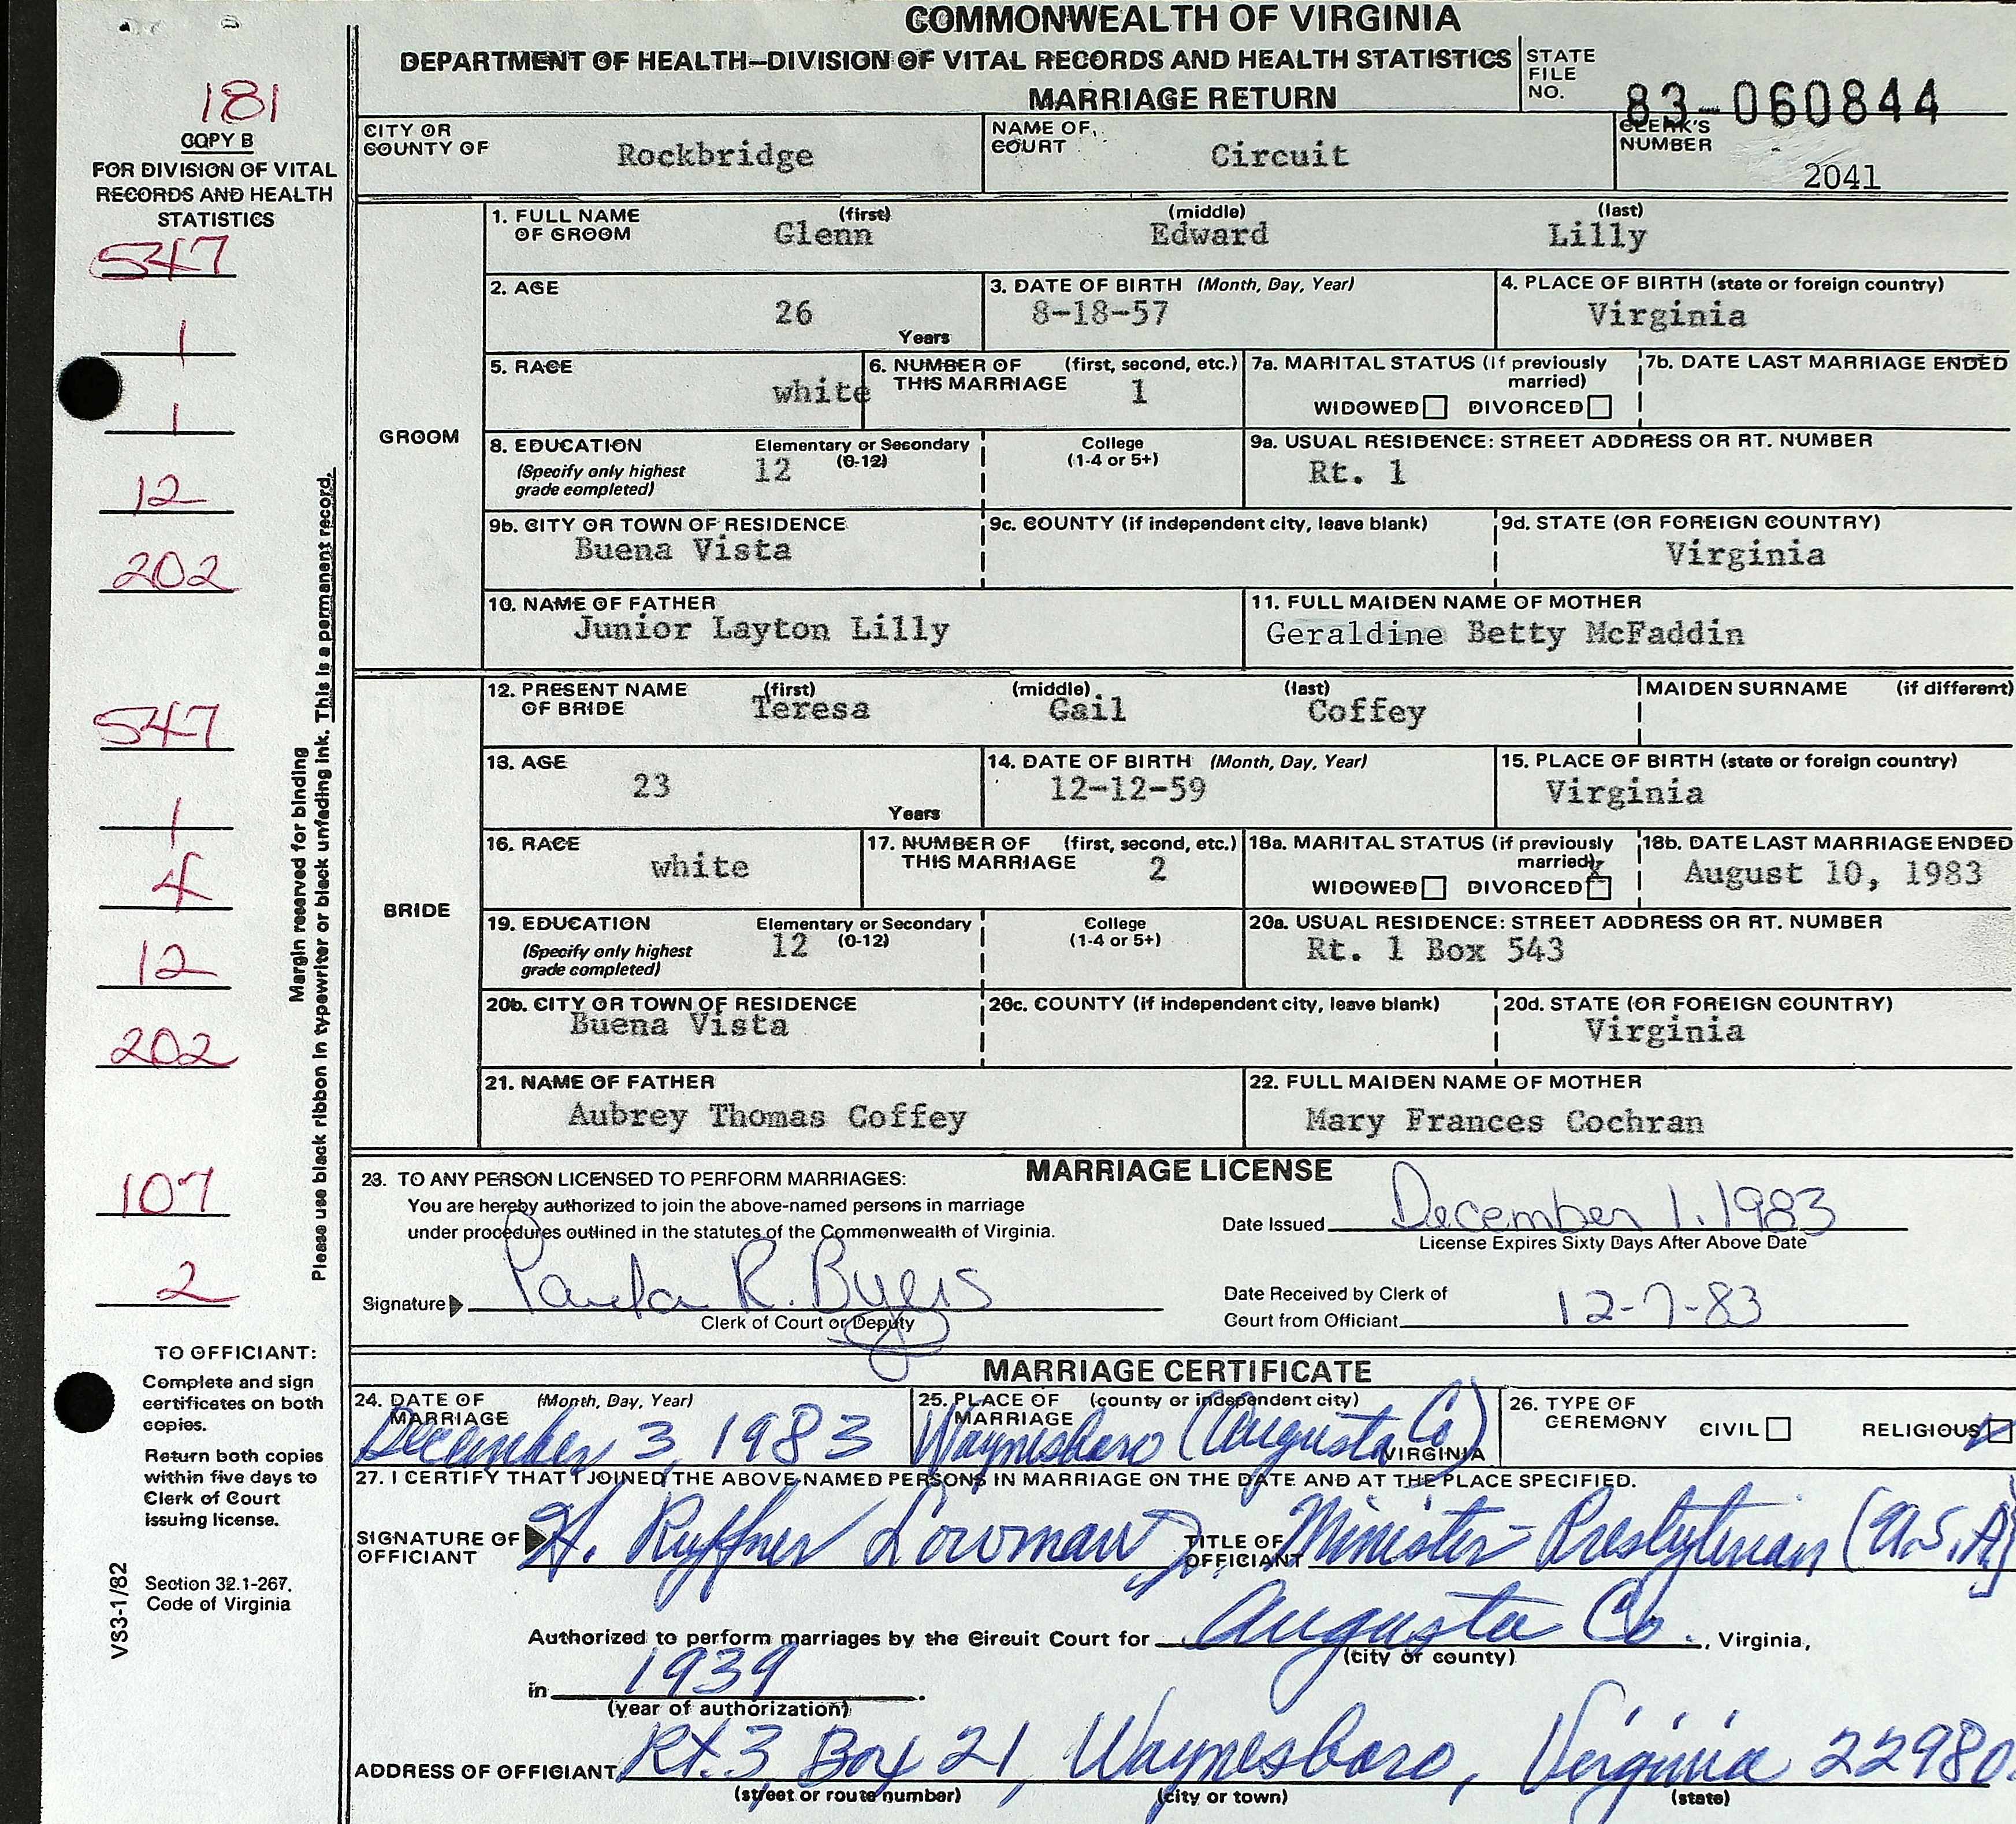 COMMONWEALTH OF VIRGINIA
DEPARTMENT OF HEALTH—DIVISION OF VITAL RECORDS AND HEALTH STATISTICS
MARRIAGE RETURN
STATE FILE NO. 83-060844
181
COPY B
FOR DIVISION OF VITAL
RECORDS AND HEALTH
STATISTICS
547
1
1
12
202
547
1
4
12
202
107
2
Margin reserved for binding
Please use black ribbon in typewriter or black unfading ink. This is a permanent record.
TO OFFICIANT:
Complete and sign
certificates on both
copies.
Return both copies
within five days to
Clerk of Court
issuing license.
Section 32.1-267,
Code of Virginia
VS3-1/82
CITY OR COUNTY OF Rockbridge
NAME OF COURT Circuit
CLERK'S NUMBER 2041
GROOM
1. FULL NAME OF GROOM (first) Glenn (middle) Edward (last) Lilly
2. AGE 26 Years
3. DATE OF BIRTH (Month, Day, Year) 8-18-57
4. PLACE OF BIRTH (state or foreign country) Virginia
5. RACE white
6. NUMBER OF THIS MARRIAGE (first, second, etc.) 1
7a. MARITAL STATUS (if previously married) WIDOWED DIVORCED
7b. DATE LAST MARRIAGE ENDED
8. EDUCATION (Specify only highest grade completed) Elementary or Secondary (0-12) 12 College (1-4 or 5+)
9a. USUAL RESIDENCE: STREET ADDRESS OR RT. NUMBER Rt. 1
9b. CITY OR TOWN OF RESIDENCE Buena Vista
9c. COUNTY (if independent city, leave blank)
9d. STATE (OR FOREIGN COUNTRY) Virginia
10. NAME OF FATHER Junior Layton Lilly
11. FULL MAIDEN NAME OF MOTHER Geraldine Betty McFaddin
BRIDE
12. PRESENT NAME OF BRIDE (first) Teresa (middle) Gail (last) Coffey MAIDEN SURNAME (if different)
13. AGE 23 Years
14. DATE OF BIRTH (Month, Day, Year) 12-12-59
15. PLACE OF BIRTH (state or foreign country) Virginia
16. RACE white
17. NUMBER OF THIS MARRIAGE (first, second, etc.) 2
18a. MARITAL STATUS (if previously married) WIDOWED DIVORCED X
18b. DATE LAST MARRIAGE ENDED August 10, 1983
19. EDUCATION (Specify only highest grade completed) Elementary or Secondary (0-12) 12 College (1-4 or 5+)
20a. USUAL RESIDENCE: STREET ADDRESS OR RT. NUMBER Rt. 1 Box 543
20b. CITY OR TOWN OF RESIDENCE Buena Vista
20c. COUNTY (if independent city, leave blank)
20d. STATE (OR FOREIGN COUNTRY) Virginia
21. NAME OF FATHER Aubrey Thomas Coffey
22. FULL MAIDEN NAME OF MOTHER Mary Frances Cochran
MARRIAGE LICENSE
23. TO ANY PERSON LICENSED TO PERFORM MARRIAGES:
You are hereby authorized to join the above-named persons in marriage
under procedures outlined in the statutes of the Commonwealth of Virginia.
Date Issued December 1, 1983
License Expires Sixty Days After Above Date
Signature Paula R. Byers
Clerk of Court or Deputy
Date Received by Clerk of
Court from Officiant 12-7-83
MARRIAGE CERTIFICATE
24. DATE OF MARRIAGE (Month, Day, Year) December 3, 1983
25. PLACE OF MARRIAGE (county or independent city) Waynesboro (Augusta Co) VIRGINIA
26. TYPE OF CEREMONY CIVIL RELIGIOUS
27. I CERTIFY THAT I JOINED THE ABOVE-NAMED PERSONS IN MARRIAGE ON THE DATE AND AT THE PLACE SPECIFIED.
SIGNATURE OF OFFICIANT H. Ruffner Lowman, Jr. TITLE OF OFFICIANT Minister - Presbyterian (U.S.A)
Authorized to perform marriages by the Circuit Court for Augusta Co. , Virginia,
(city or county)
in 1939 .
(year of authorization)
ADDRESS OF OFFICIANT Rt. 3, Box 21, Waynesboro, Virginia 22980.
(street or route number) (city or town) (state)